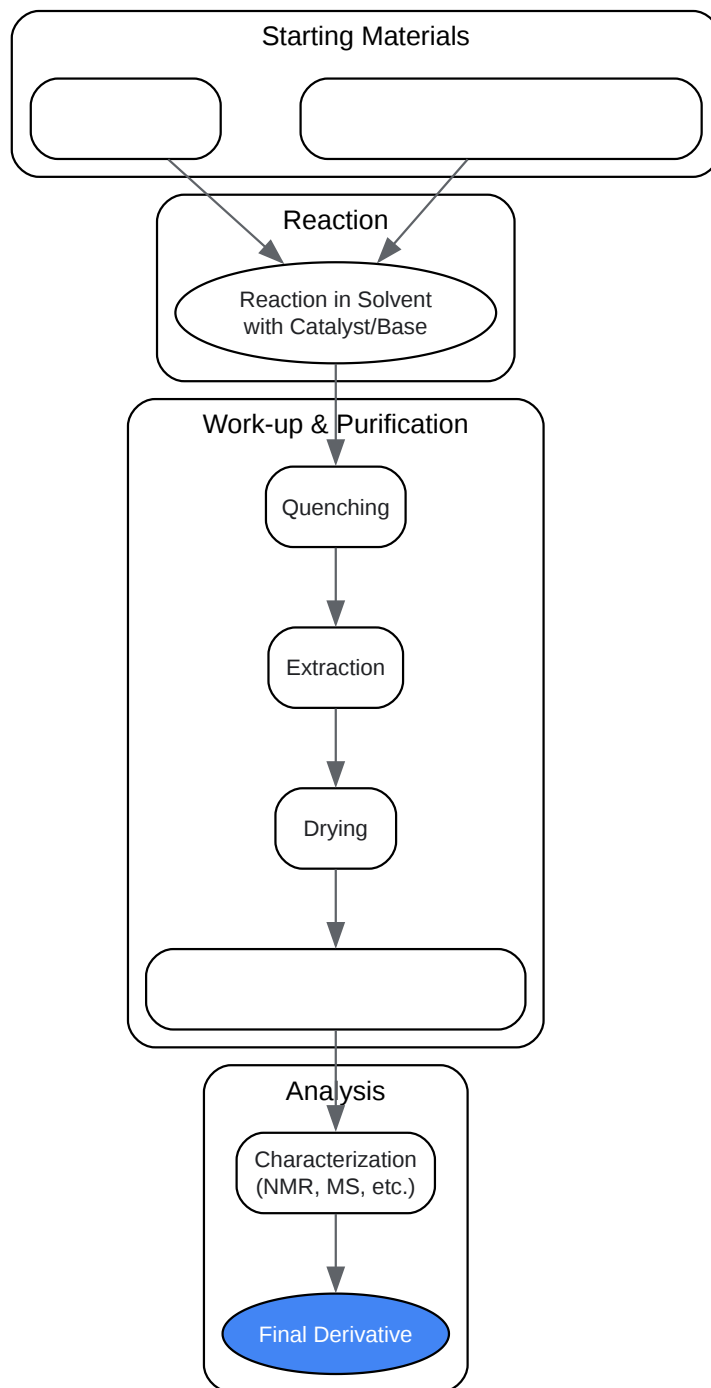 Starting Materials
Reaction
Reaction in Solvent
with Catalyst/Base
Work-up & Purification
Quenching
Extraction
Drying
Analysis
Characterization
(NMR, MS, etc.)
Final Derivative